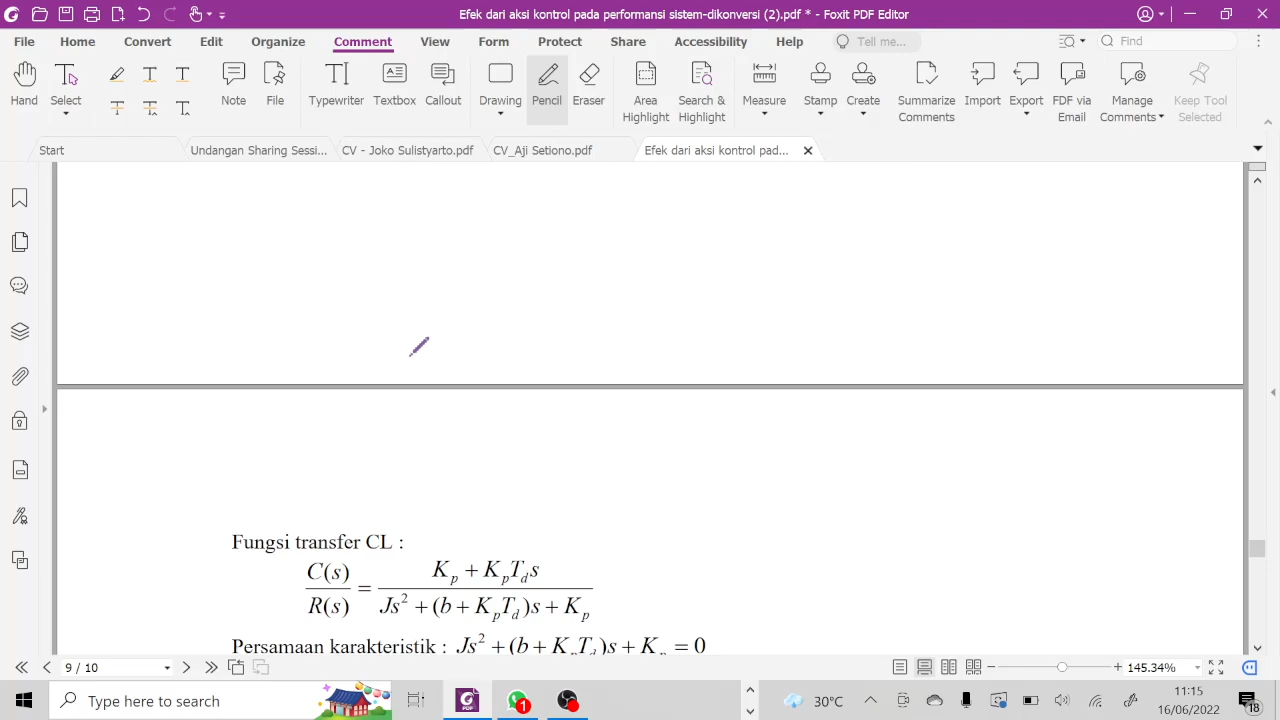 Efek dari aksi kontrol pada performansi sistem-dikonversi (2).pdf * - Foxit PDF Editor
File Home Convert Edit Organize Comment View Form Protect Share Accessibility Help Tell me... Find
Hand Select Note File Typewriter Textbox Callout Drawing Pencil Eraser Area Highlight Search & Highlight Measure Stamp Create Summarize Comments Import Export FDF via Email Manage Comments Keep Tool Selected
Start Undangan Sharing Sessi... CV - Joko Sulistyarto.pdf CV_Aji Setiono.pdf Efek dari aksi kontrol pad...
Fungsi transfer CL :
C(s)/R(s) = (K_p + K_pT_d s)/(Js² + (b + K_pT_d)s + K_p)
Persamaan karakteristik : Js² + (b + K_pT_d)s + K_p = 0
9 / 10 145.34%
Type here to search 1 30°C 11:15
16/06/2022 18